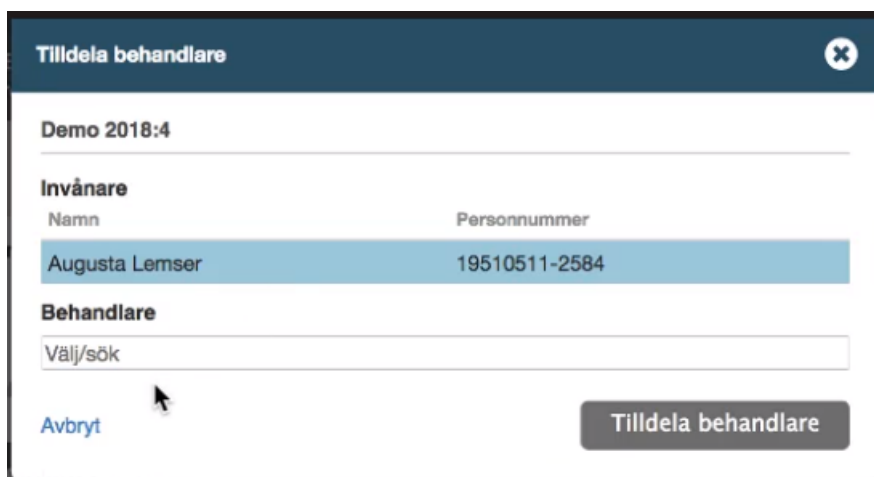 Tilldela behandlare
Demo 2018:4
Invånare
Namn Personnummer
Augusta Lemser 19510511-2584
Behandlare
Välj/sök
Avbryt Tilldela behandlare